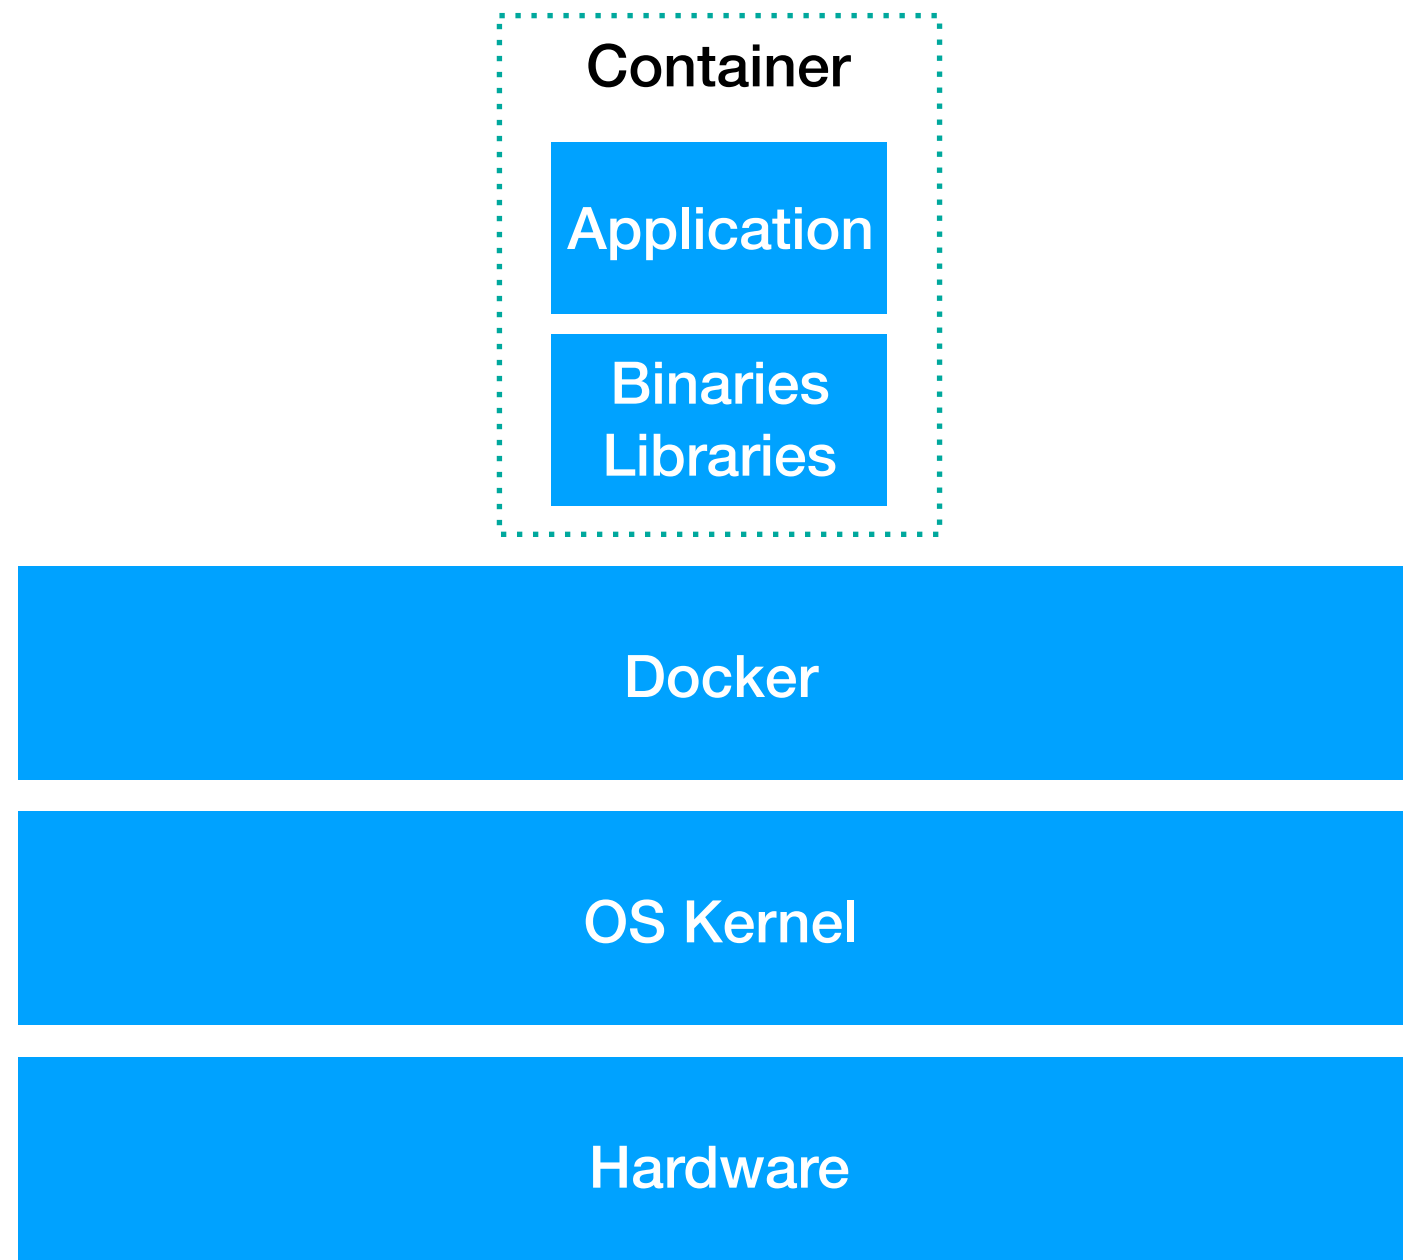 Container
Application
Binaries
Libraries
Docker
OS Kernel
Hardware